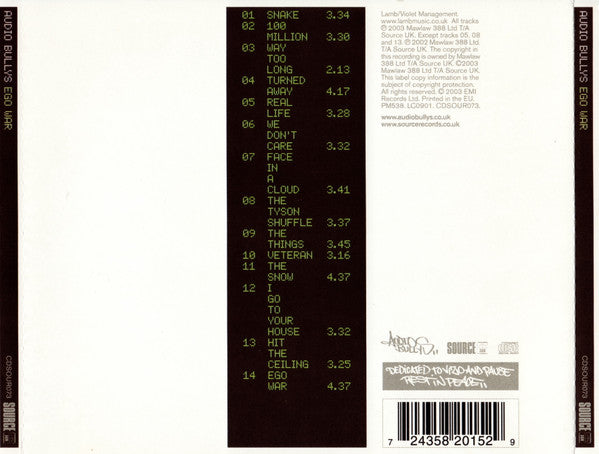 AUDIO BULLYS EGO WAR
CDSOUR073
SOURCE
01 SNAKE 3.34
02 100
MILLION 3.30
03 WAY
TOO
LONG 2.13
04 TURNED
AWAY 4.17
05 REAL
LIFE 3.28
06 WE
DON'T
CARE 3.32
07 FACE
IN
A
CLOUD 3.41
08 THE
TYSON
SHUFFLE 3.37
09 THE
THINGS 3.45
10 VETERAN 3.16
11 THE
SNOW 4.37
12 I
GO
TO
YOUR
HOUSE 3.32
13 HIT
THE
CEILING 3.25
14 EGO
WAR 4.37
Lamb/Violet Management.
www.lambmusic.co.uk All tracks
℗ 2003 Mawlaw 388 Ltd T/A
Source UK. Except tracks 05, 08
and 13. ℗ 2002 Mawlaw 388 Ltd
T/A Source UK. The copyright in
this recording is owned by Mawlaw
388 Ltd T/A Source UK. ©2003
Mawlaw 388 Ltd T/A Source UK.
This label copy information is the
subject of copyright protection.
All rights reserved. © 2003 EMI
Records Ltd. Printed in the EU.
PM538. LC0901. CDSOUR073.
www.audiobullys.co.uk
www.sourcerecords.co.uk
AUDIO
BULLYS
SOURCE
DEDICATED TO
AND
REST IN PEACE
7 24358 20152 9
AUDIO BULLYS EGO WAR
CDSOUR073
SOURCE